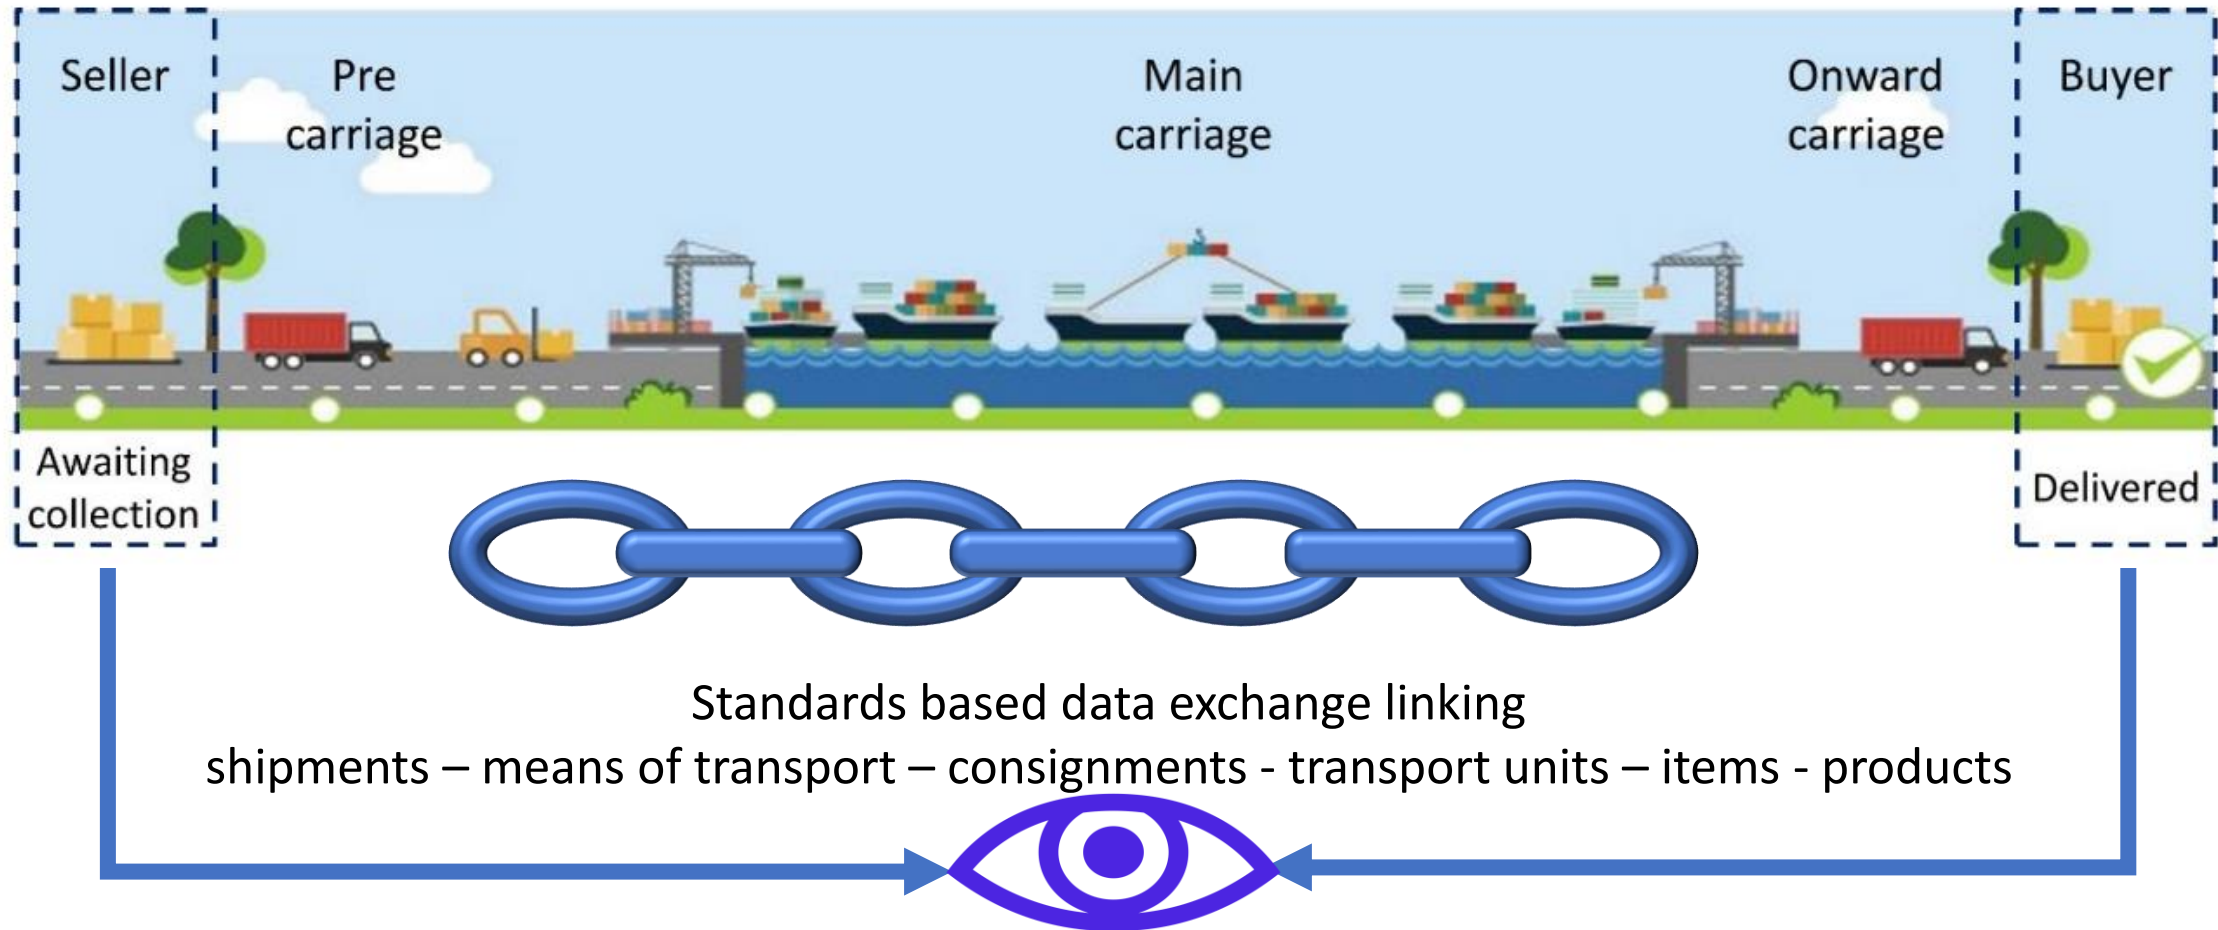 Seller
Pre
carriage
Main
carriage
Onward
carriage
Buyer
Awaiting
collection
Delivered
Standards based data exchange linking
shipments – means of transport – consignments - transport units – items - products